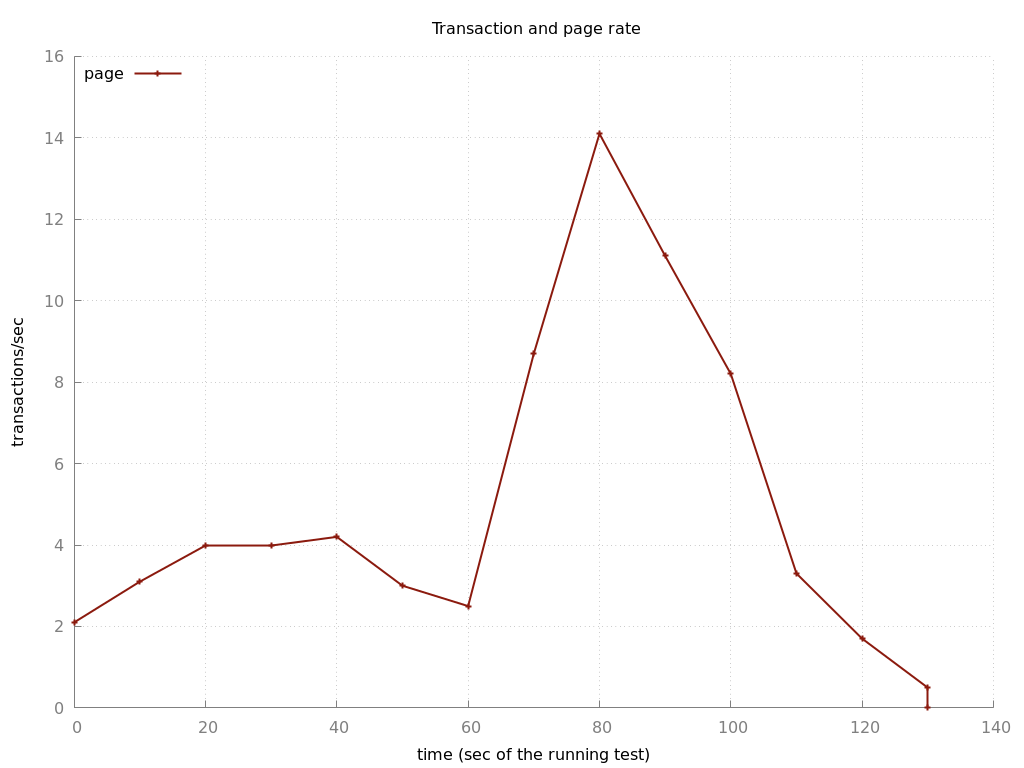 Transaction and page rate
page
16
14
12
10
8
6
4
2
0
transactions/sec
0 20 40 60 80 100 120 140
time (sec of the running test)